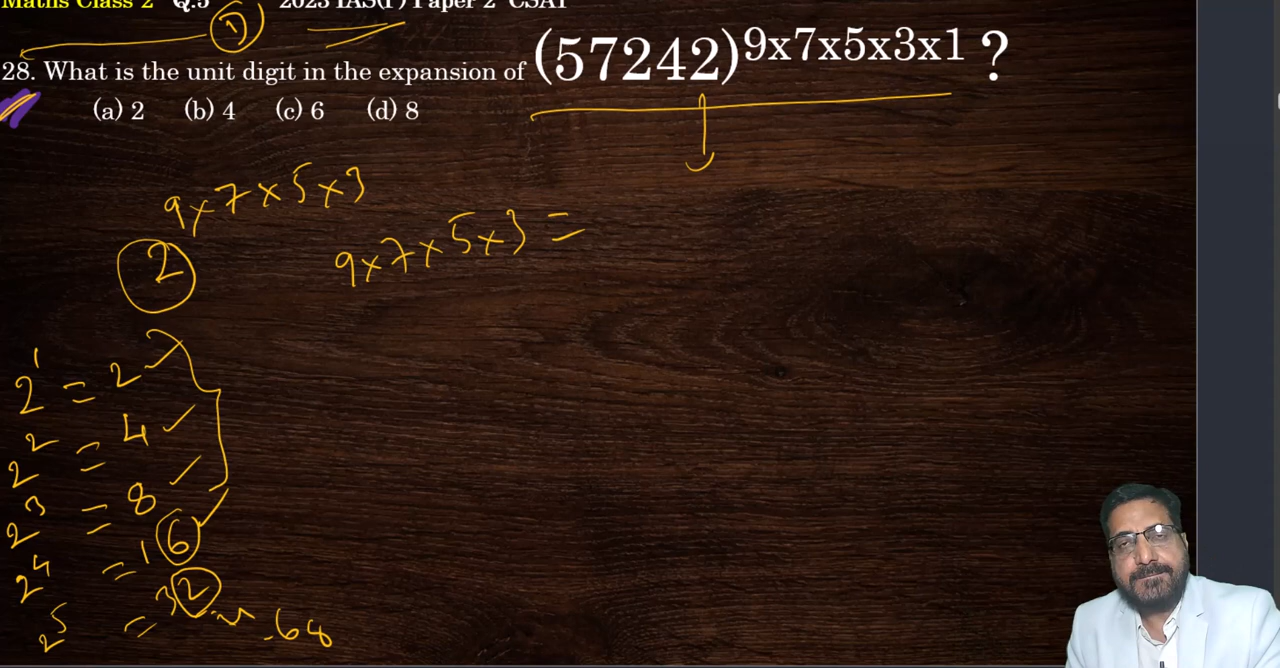 Maths Class 2 Q.5 2023 IAS(P) Paper 2 CSAT
1
28. What is the unit digit in the expansion of (57242)^9x7x5x3x1 ?
(a) 2 (b) 4 (c) 6 (d) 8
2^9x7x5x3
9x7x5x3 =
2^1 = 2
2^2 = 4
2^3 = 8
2^4 = 16
2^5 = 32